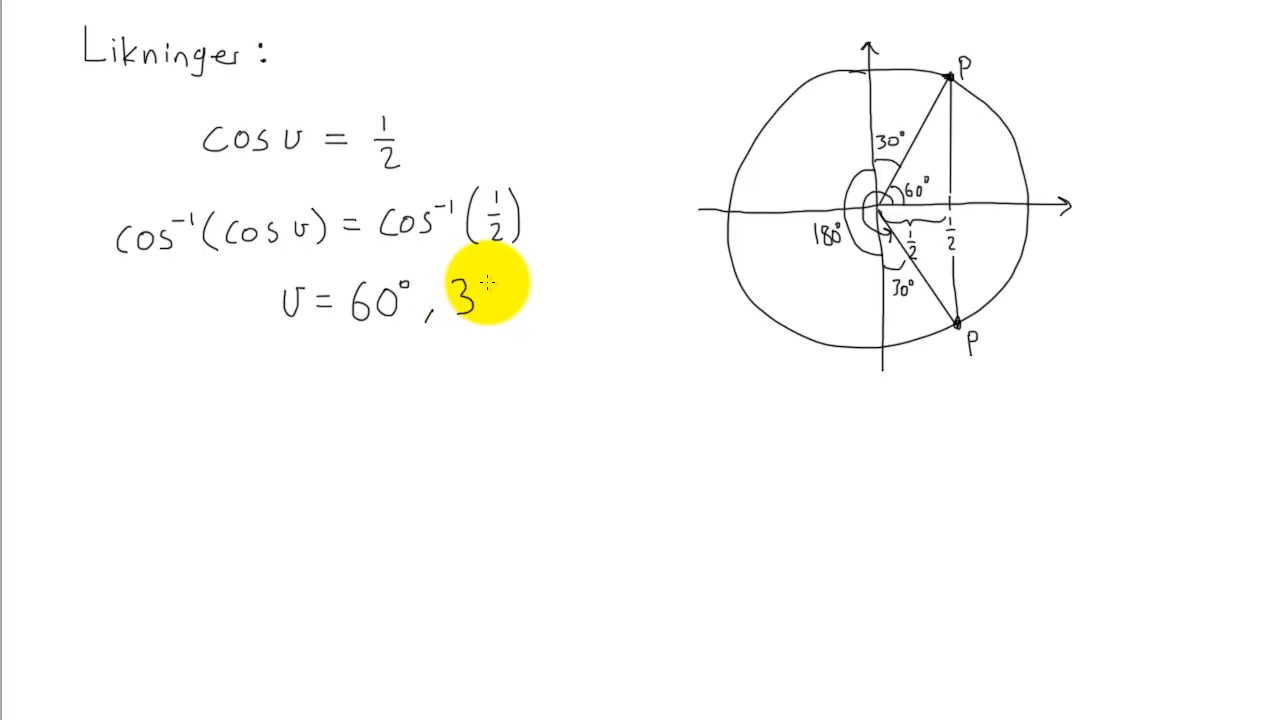 Likninger:
cos v = 1/2
cos⁻¹(cos v) = cos⁻¹(1/2)
v = 60°, 3
P
30°
60°
180°
1/2
1/2
30°
P